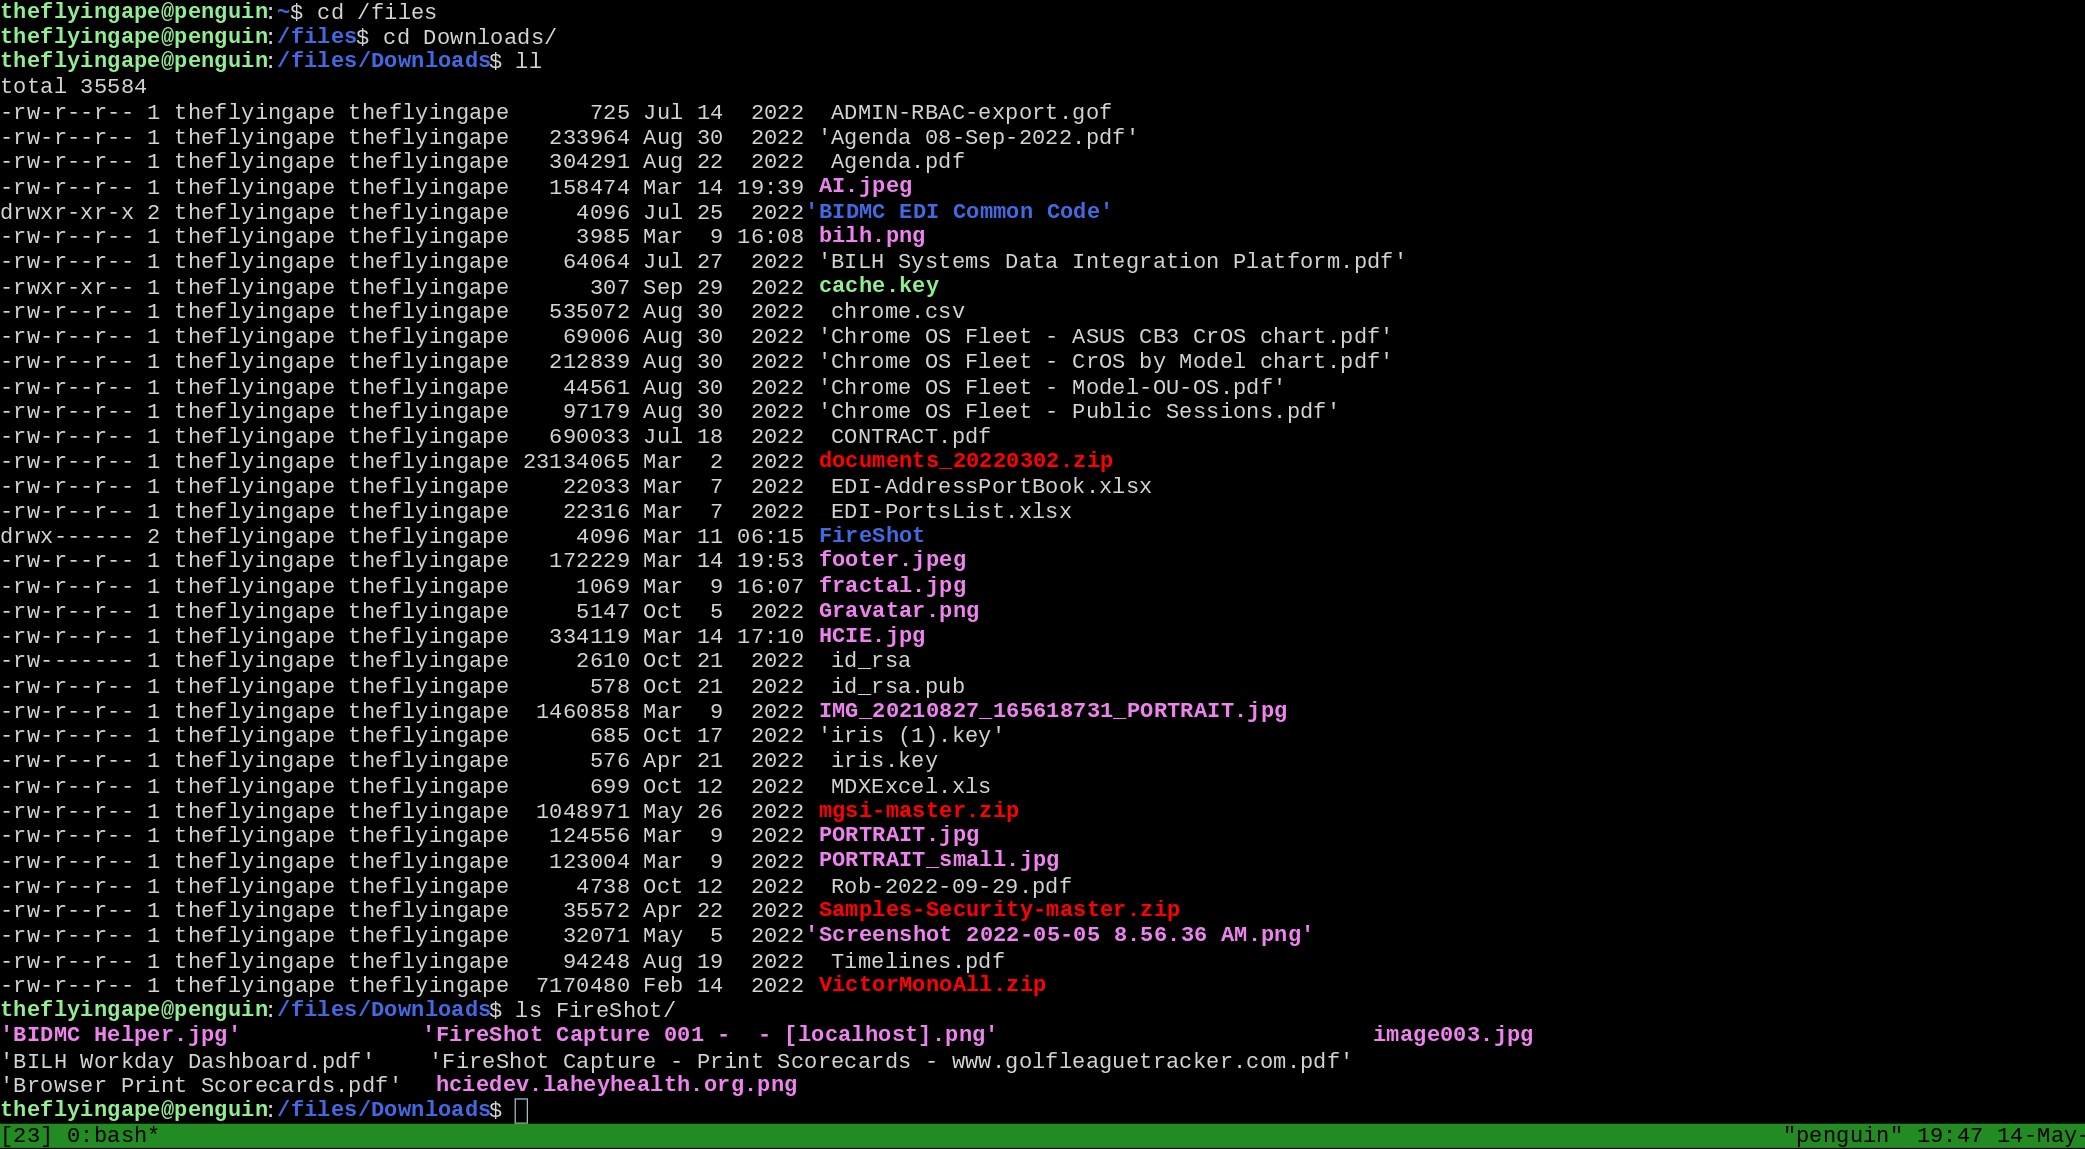 theflyingape@penguin:~$ cd /files
theflyingape@penguin:/files$ cd Downloads/
theflyingape@penguin:/files/Downloads$ ll
total 35584
-rw-r--r-- 1 theflyingape theflyingape      725 Jul 14  2022  ADMIN-RBAC-export.gof
-rw-r--r-- 1 theflyingape theflyingape   233964 Aug 30  2022 'Agenda 08-Sep-2022.pdf'
-rw-r--r-- 1 theflyingape theflyingape   304291 Aug 22  2022  Agenda.pdf
-rw-r--r-- 1 theflyingape theflyingape   158474 Mar 14 19:39  AI.jpeg
drwxr-xr-x 2 theflyingape theflyingape     4096 Jul 25  2022 'BIDMC EDI Common Code'
-rw-r--r-- 1 theflyingape theflyingape     3985 Mar  9 16:08  bilh.png
-rw-r--r-- 1 theflyingape theflyingape    64064 Jul 27  2022 'BILH Systems Data Integration Platform.pdf'
-rwxr-xr-- 1 theflyingape theflyingape      307 Sep 29  2022  cache.key
-rw-r--r-- 1 theflyingape theflyingape   535072 Aug 30  2022  chrome.csv
-rw-r--r-- 1 theflyingape theflyingape    69006 Aug 30  2022 'Chrome OS Fleet - ASUS CB3 CrOS chart.pdf'
-rw-r--r-- 1 theflyingape theflyingape   212839 Aug 30  2022 'Chrome OS Fleet - CrOS by Model chart.pdf'
-rw-r--r-- 1 theflyingape theflyingape    44561 Aug 30  2022 'Chrome OS Fleet - Model-OU-OS.pdf'
-rw-r--r-- 1 theflyingape theflyingape    97179 Aug 30  2022 'Chrome OS Fleet - Public Sessions.pdf'
-rw-r--r-- 1 theflyingape theflyingape   690033 Jul 18  2022  CONTRACT.pdf
-rw-r--r-- 1 theflyingape theflyingape 23134065 Mar  2  2022  documents_20220302.zip
-rw-r--r-- 1 theflyingape theflyingape    22033 Mar  7  2022  EDI-AddressPortBook.xlsx
-rw-r--r-- 1 theflyingape theflyingape    22316 Mar  7  2022  EDI-PortsList.xlsx
drwx------ 2 theflyingape theflyingape     4096 Mar 11 06:15  FireShot
-rw-r--r-- 1 theflyingape theflyingape   172229 Mar 14 19:53  footer.jpeg
-rw-r--r-- 1 theflyingape theflyingape     1069 Mar  9 16:07  fractal.jpg
-rw-r--r-- 1 theflyingape theflyingape     5147 Oct  5  2022  Gravatar.png
-rw-r--r-- 1 theflyingape theflyingape   334119 Mar 14 17:10  HCIE.jpg
-rw------- 1 theflyingape theflyingape     2610 Oct 21  2022  id_rsa
-rw-r--r-- 1 theflyingape theflyingape      578 Oct 21  2022  id_rsa.pub
-rw-r--r-- 1 theflyingape theflyingape  1460858 Mar  9  2022  IMG_20210827_165618731_PORTRAIT.jpg
-rw-r--r-- 1 theflyingape theflyingape      685 Oct 17  2022 'iris (1).key'
-rw-r--r-- 1 theflyingape theflyingape      576 Apr 21  2022  iris.key
-rw-r--r-- 1 theflyingape theflyingape      699 Oct 12  2022  MDXExcel.xls
-rw-r--r-- 1 theflyingape theflyingape  1048971 May 26  2022  mgsi-master.zip
-rw-r--r-- 1 theflyingape theflyingape   124556 Mar  9  2022  PORTRAIT.jpg
-rw-r--r-- 1 theflyingape theflyingape   123004 Mar  9  2022  PORTRAIT_small.jpg
-rw-r--r-- 1 theflyingape theflyingape     4738 Oct 12  2022  Rob-2022-09-29.pdf
-rw-r--r-- 1 theflyingape theflyingape    35572 Apr 22  2022  Samples-Security-master.zip
-rw-r--r-- 1 theflyingape theflyingape    32071 May  5  2022 'Screenshot 2022-05-05 8.56.36 AM.png'
-rw-r--r-- 1 theflyingape theflyingape    94248 Aug 19  2022  Timelines.pdf
-rw-r--r-- 1 theflyingape theflyingape  7170480 Feb 14  2022  VictorMonoAll.zip
theflyingape@penguin:/files/Downloads$ ls FireShot/
'BIDMC Helper.jpg'              'FireShot Capture 001 -  - [localhost].png'                            image003.jpg
'BILH Workday Dashboard.pdf'    'FireShot Capture - Print Scorecards - www.golfleaguetracker.com.pdf'
'Browser Print Scorecards.pdf'   hciedev.laheyhealth.org.png
theflyingape@penguin:/files/Downloads$
[23] 0:bash* "penguin" 19:47 14-May-